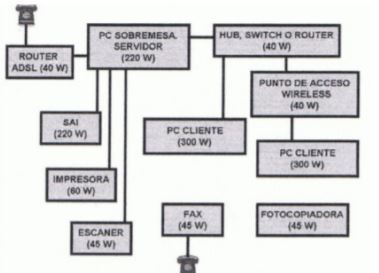 PC SOBREMESA.
SERVIDOR
(220 W)
HUB, SWITCH O ROUTER
(40 W)
ROUTER
ADSL (40 W)
PUNTO DE ACCESO
WIRELESS
(40 W)
SAI
(220 W)
PC CLIENTE
(300 W)
PC CLIENTE
(300 W)
IMPRESORA
(60 W)
FAX
(45 W)
FOTOCOPIADORA
(45 W)
ESCANER
(45 W)